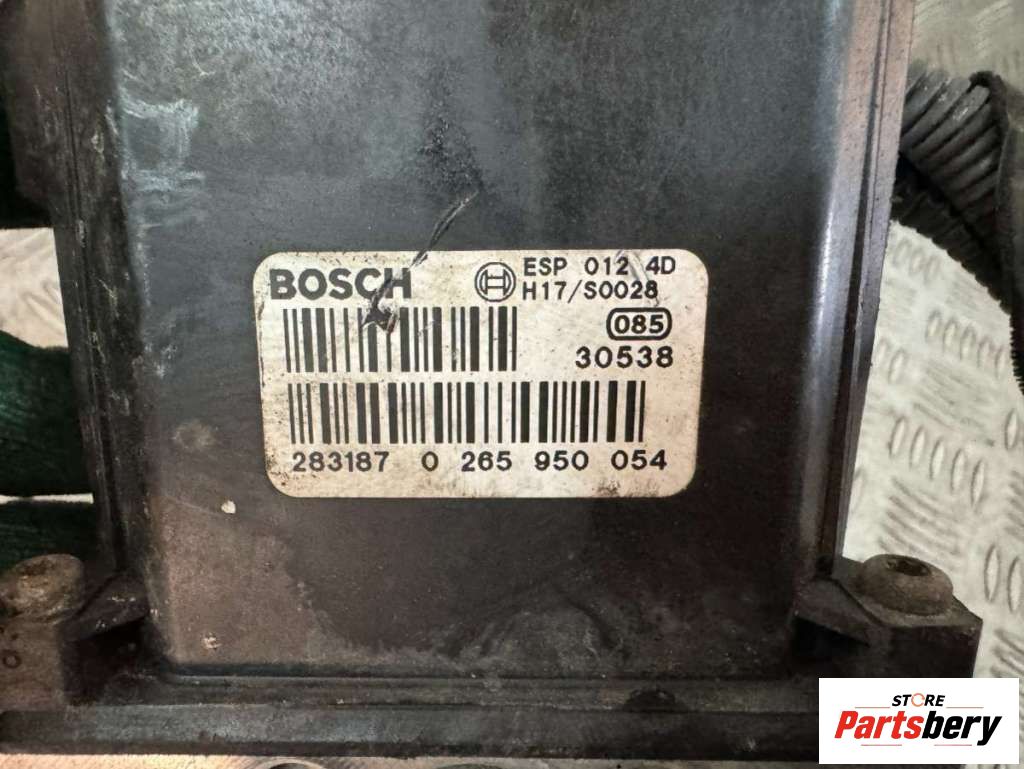 BOSCH
ESP 012 4D
H17/S0028
085
30538
283187 0 265 950 054
STORE
Partsbery